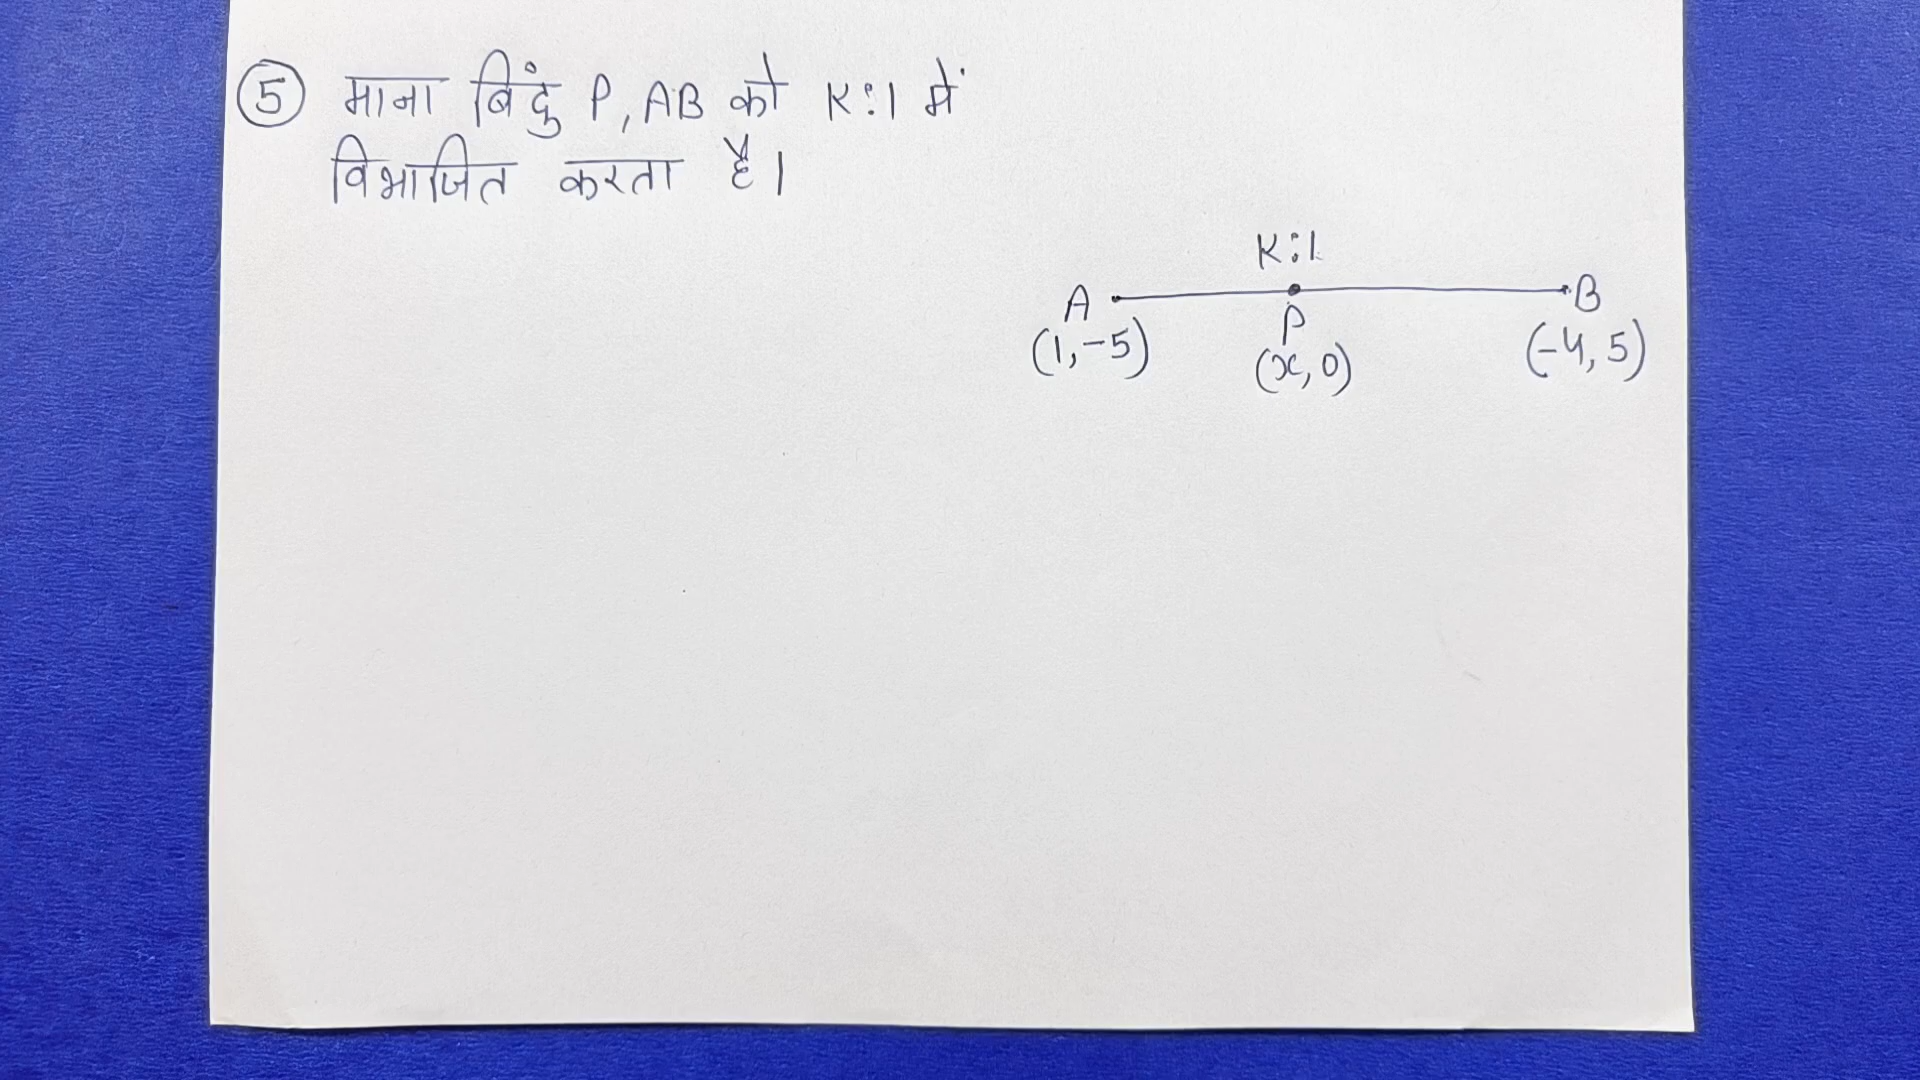 5 माना बिंदु P, AB को K:1 में
विभाजित करता है।
K:1
A B
P
(1,-5) (x,0) (-4,5)